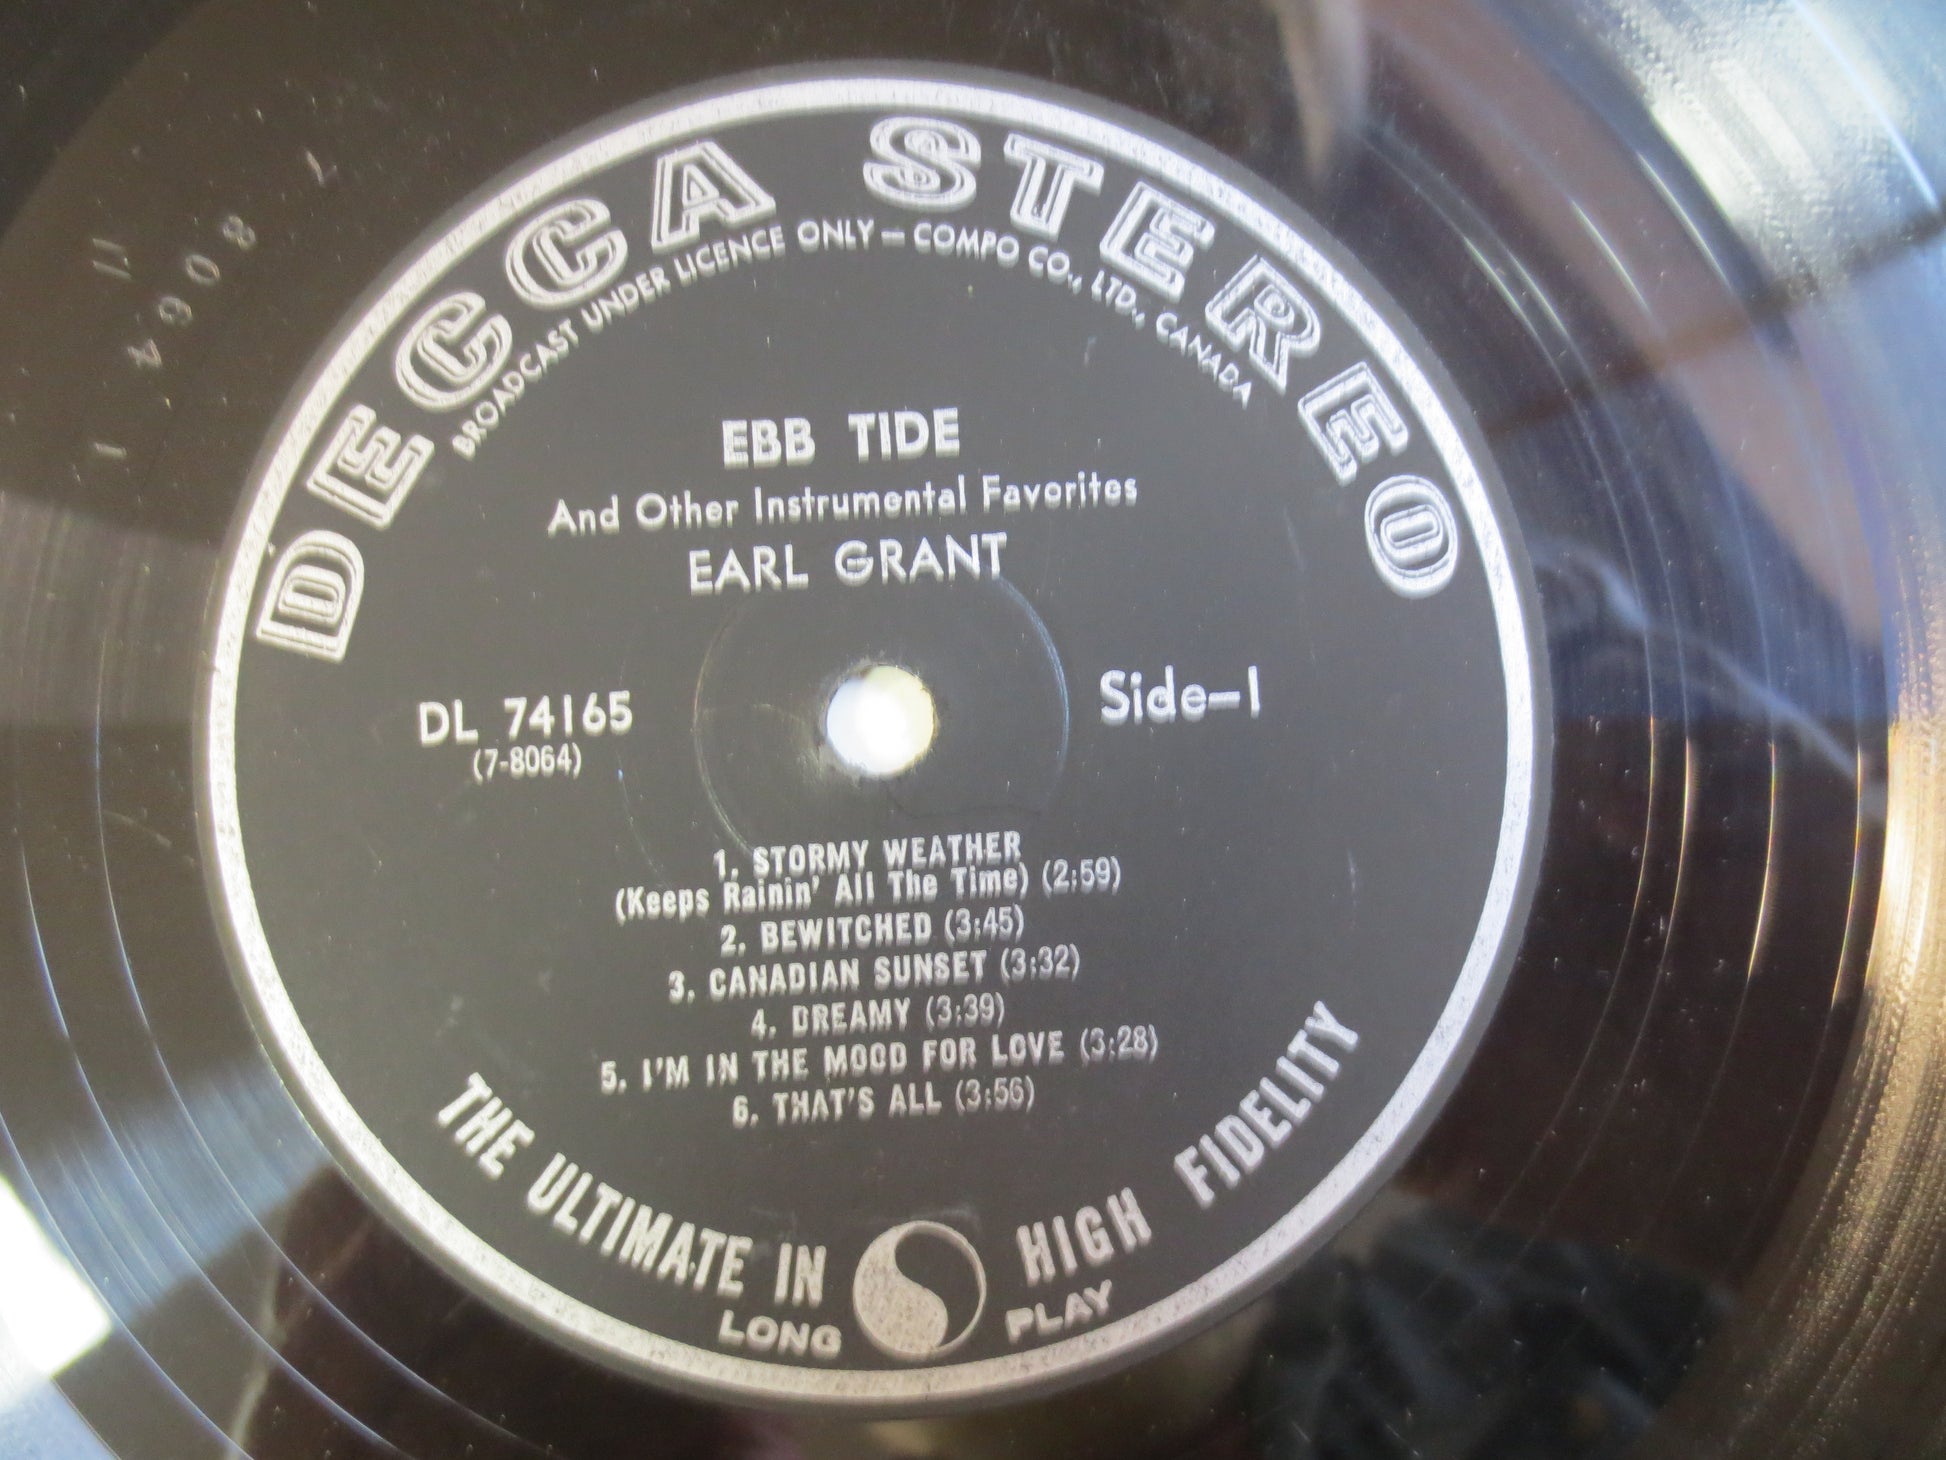 DECCA STEREO
BROADCAST UNDER LICENCE ONLY – COMPO CO., LTD., CANADA
EBB TIDE
And Other Instrumental Favorites
EARL GRANT
DL 74165
(7-8064)
Side-1
1. STORMY WEATHER
(Keeps Rainin' All The Time) (2:59)
2. BEWITCHED (3:45)
3. CANADIAN SUNSET (3:32)
4. DREAMY (3:39)
5. I'M IN THE MOOD FOR LOVE (3:28)
6. THAT'S ALL (3:56)
THE ULTIMATE IN HIGH FIDELITY
LONG PLAY
8064